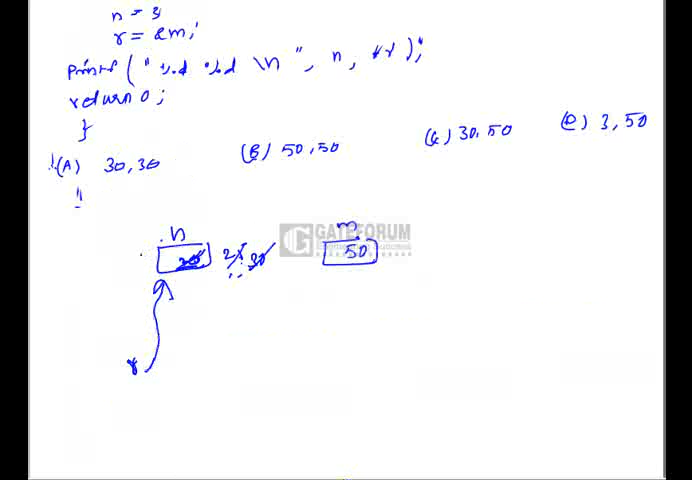 n = 3;
r = &m;
printf ( " %d %d \n ", n, *r );
return 0;
}
(A) 30, 30 (B) 50, 50 (C) 30, 50 (D) 3, 50
n m
GATEFORUM
50
r